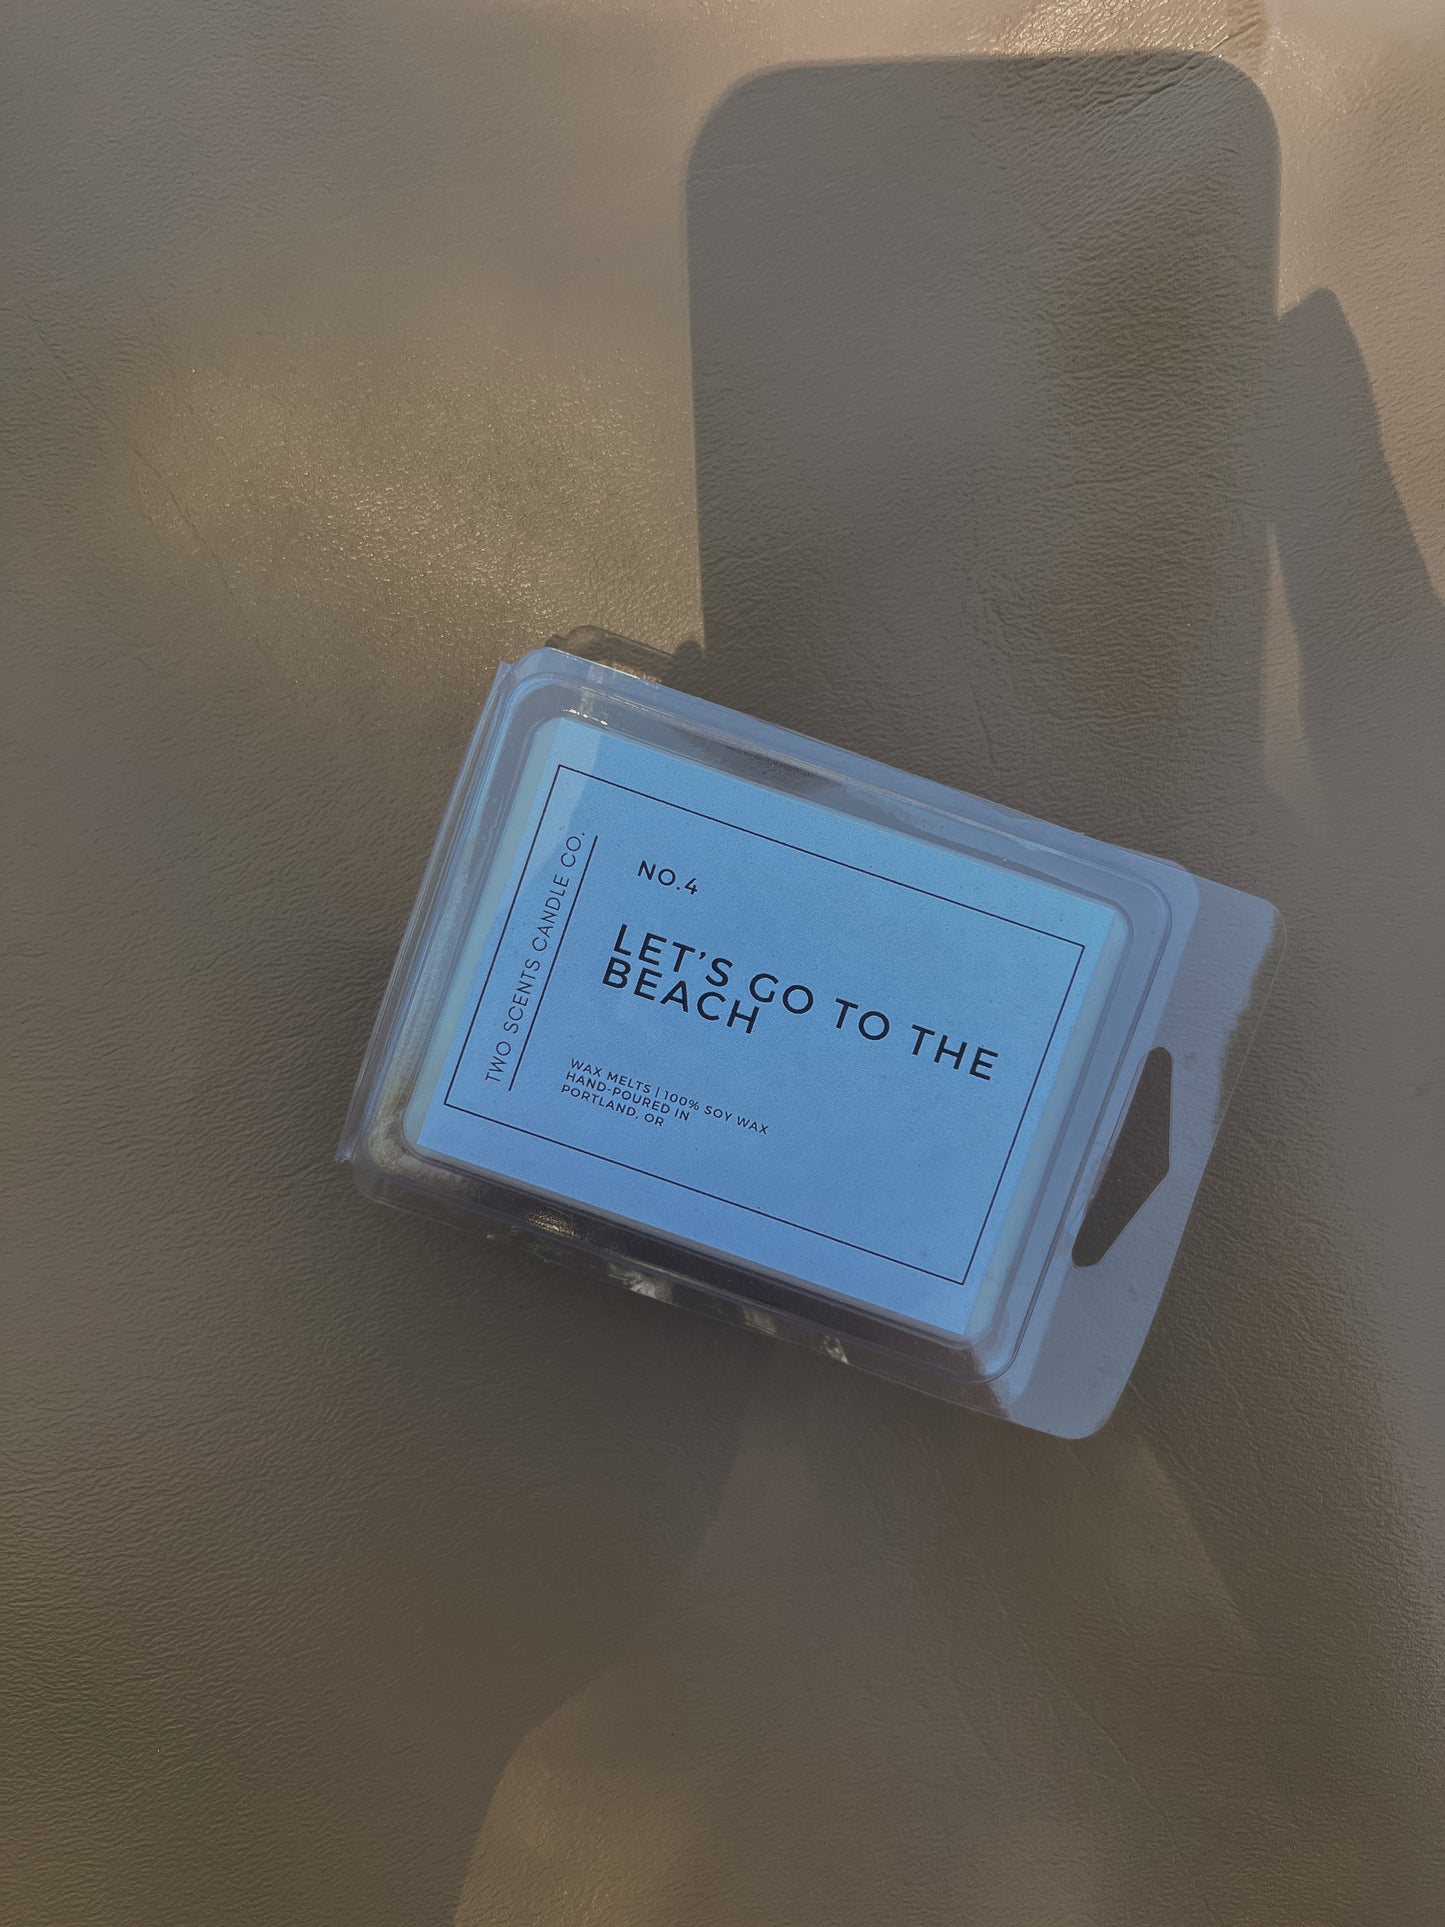 TWO SCENTS CANDLE CO.
NO.4
LET'S GO TO THE
BEACH
WAX MELTS | 100% SOY WAX
HAND-POURED IN
PORTLAND, OR